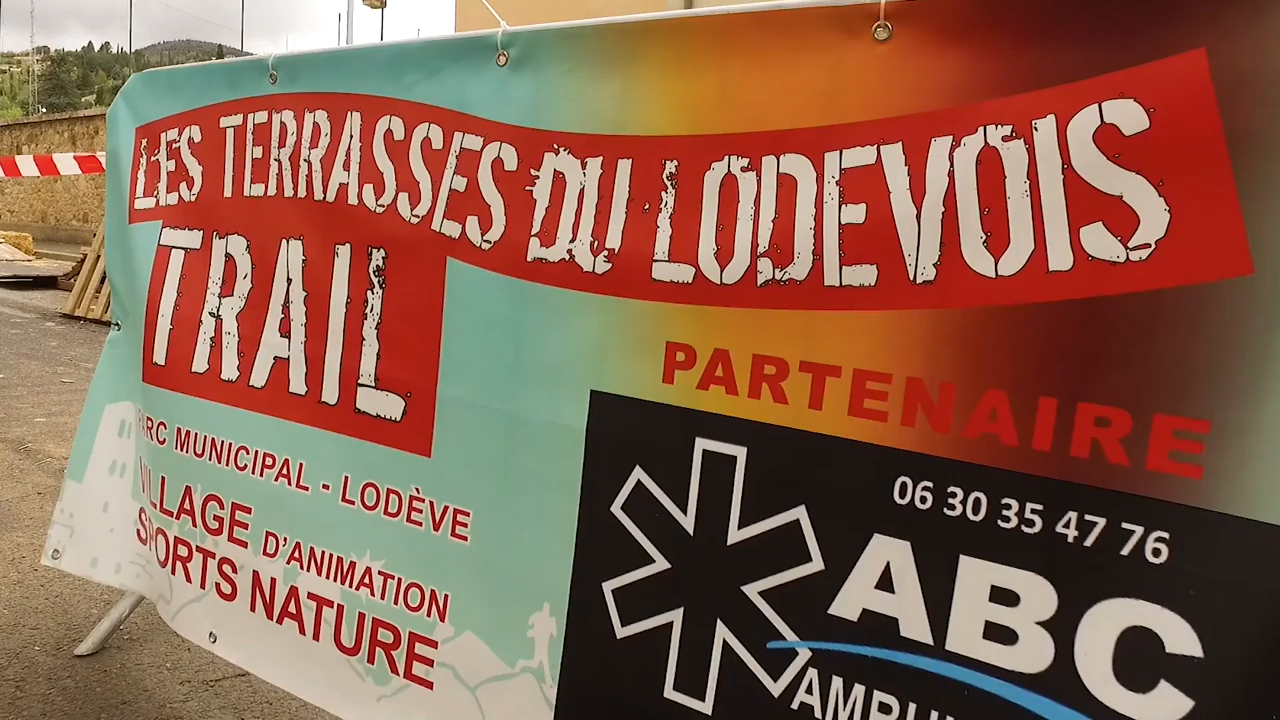 LES TERRASSES DU LODEVOIS
TRAIL
PARC MUNICIPAL - LODÈVE
VILLAGE D'ANIMATION
SPORTS NATURE
PARTENAIRE
06 30 35 47 76
ABC